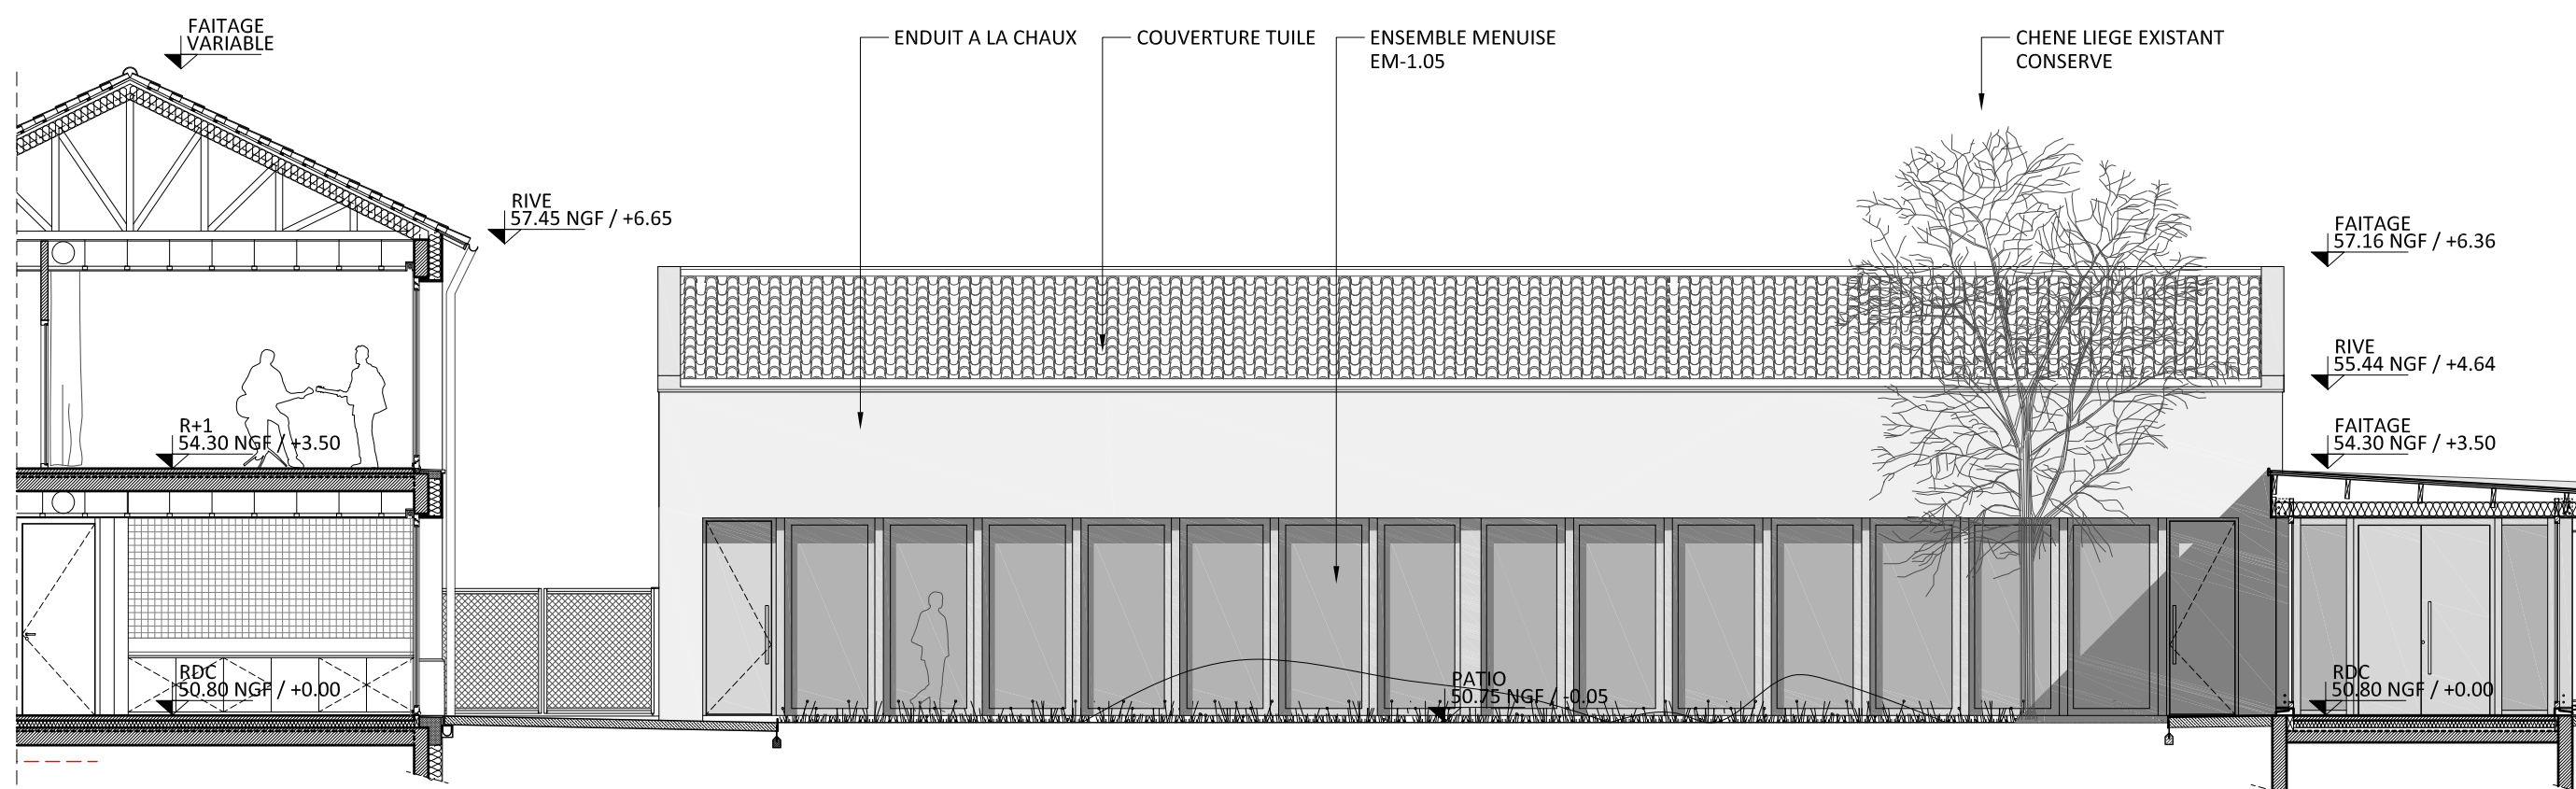 FAITAGE
VARIABLE
ENDUIT A LA CHAUX
COUVERTURE TUILE
ENSEMBLE MENUISE
EM-1.05
CHENE LIEGE EXISTANT
CONSERVE
RIVE
57.45 NGF / +6.65
FAITAGE
57.16 NGF / +6.36
RIVE
55.44 NGF / +4.64
R+1
54.30 NGF / +3.50
FAITAGE
54.30 NGF / +3.50
RDC
50.80 NGF / +0.00
PATIO
50.75 NGF / -0.05
RDC
50.80 NGF / +0.00